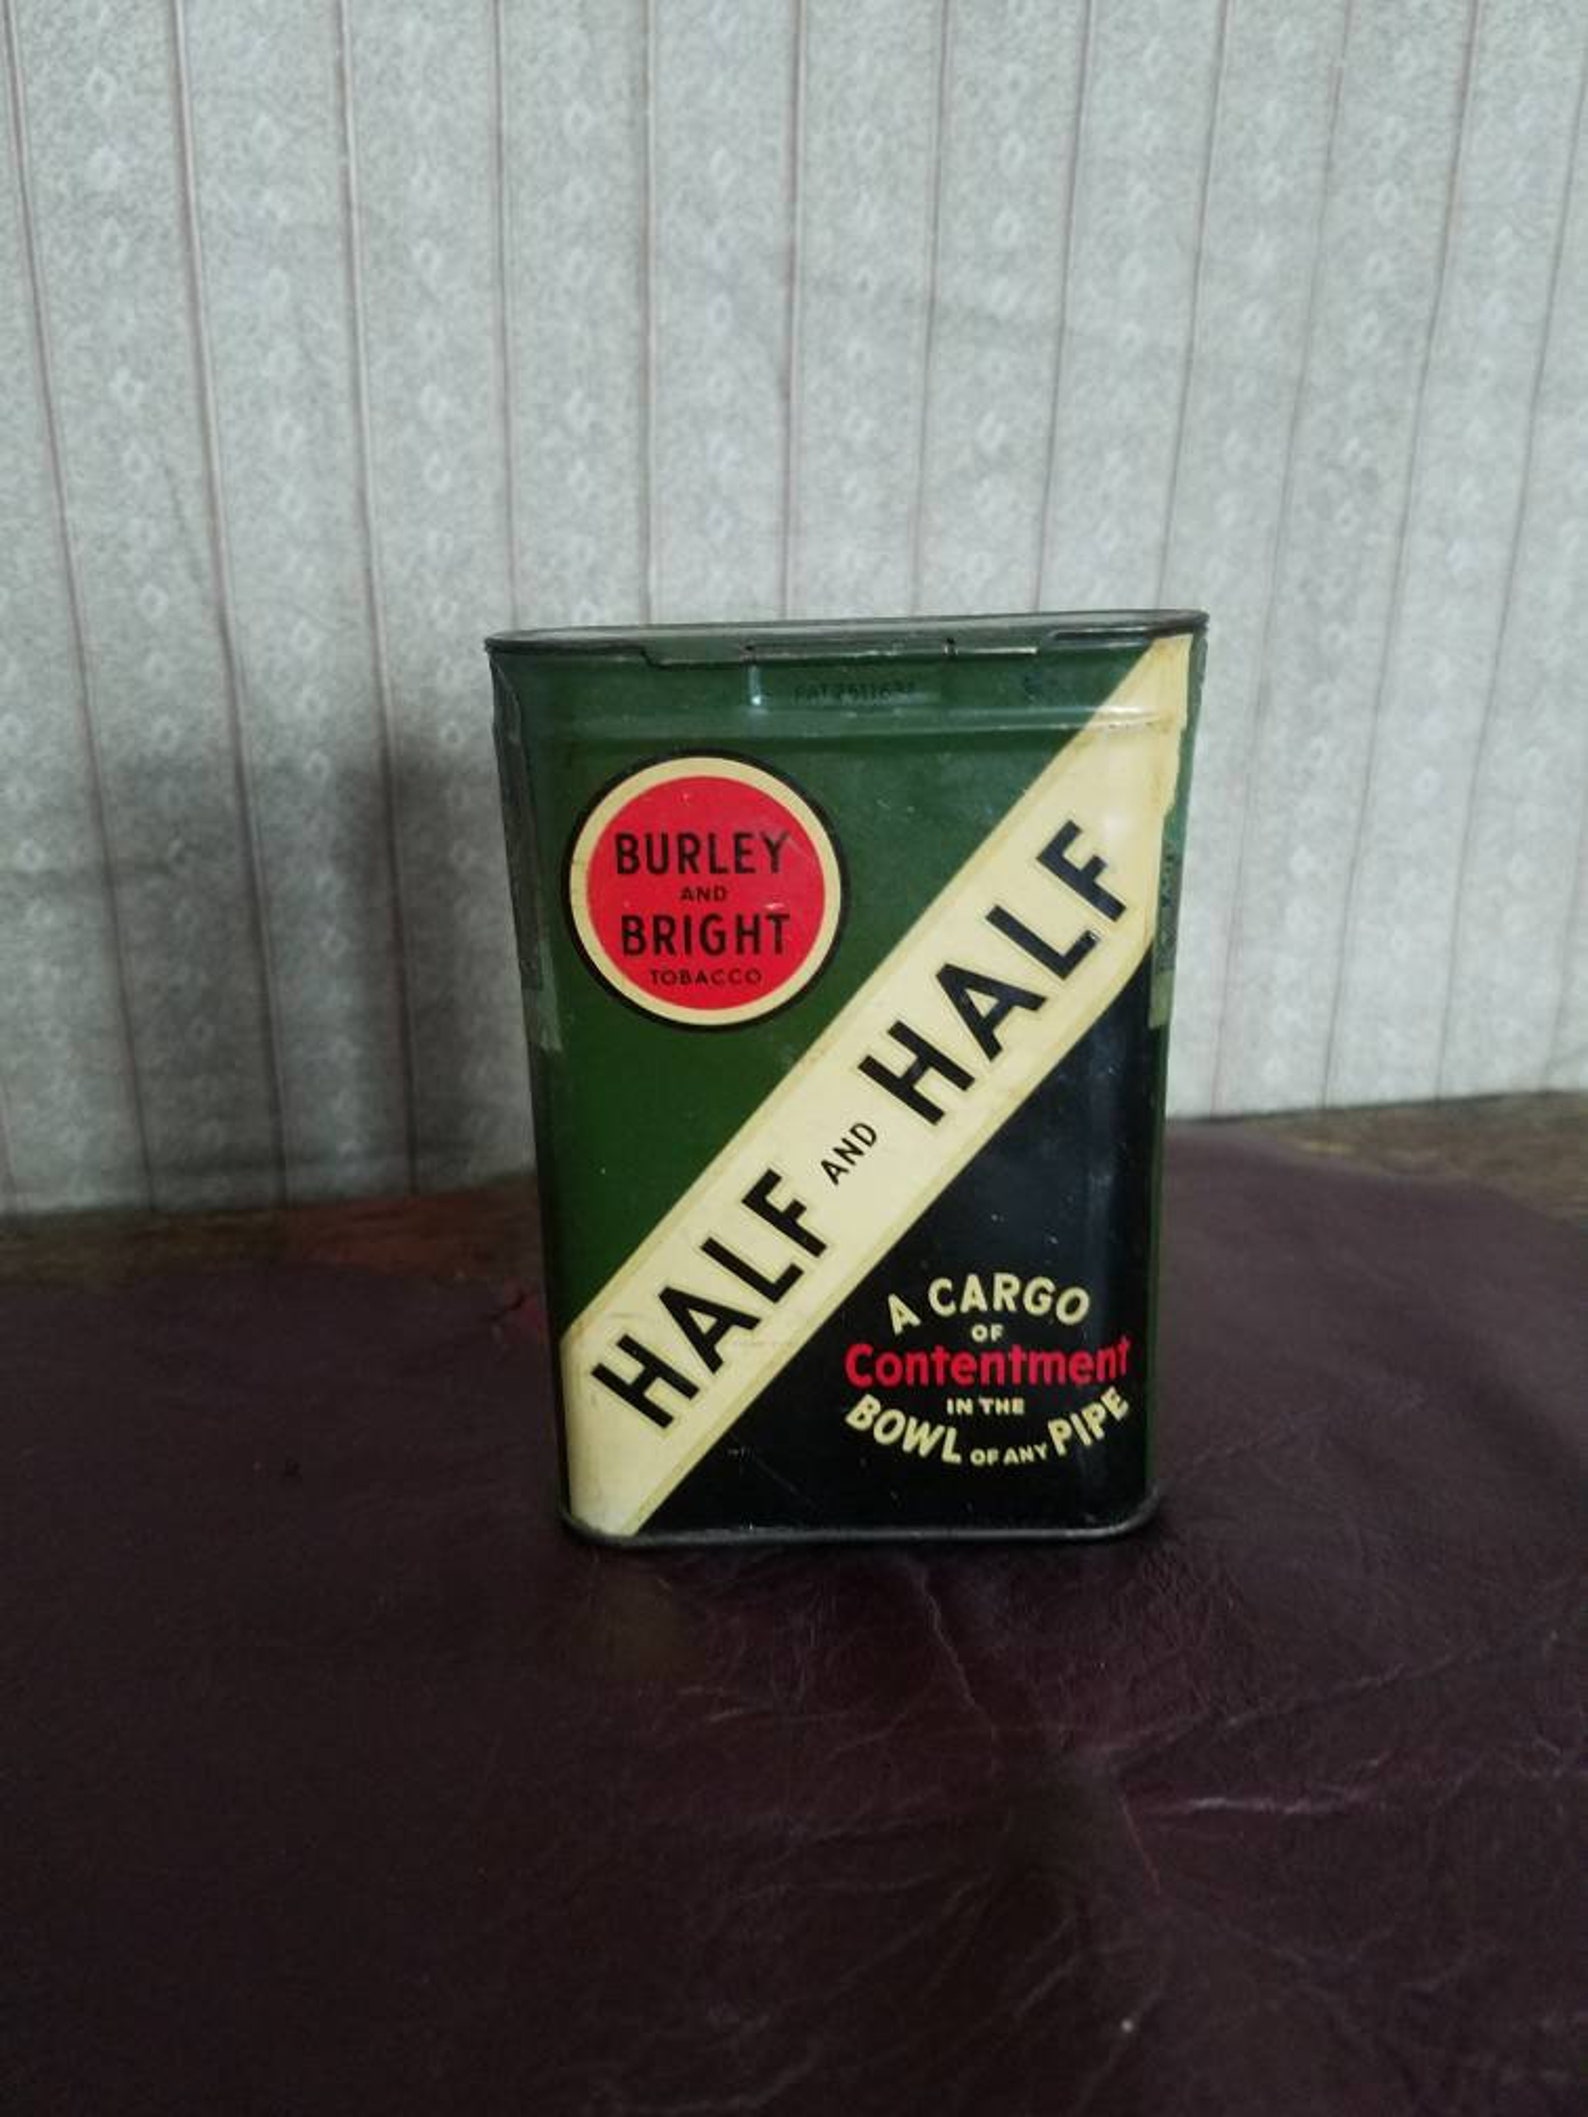 BURLEY
AND
BRIGHT
TOBACCO
HALF AND HALF
A CARGO
OF
Contentment
IN THE
BOWL OF ANY PIPE